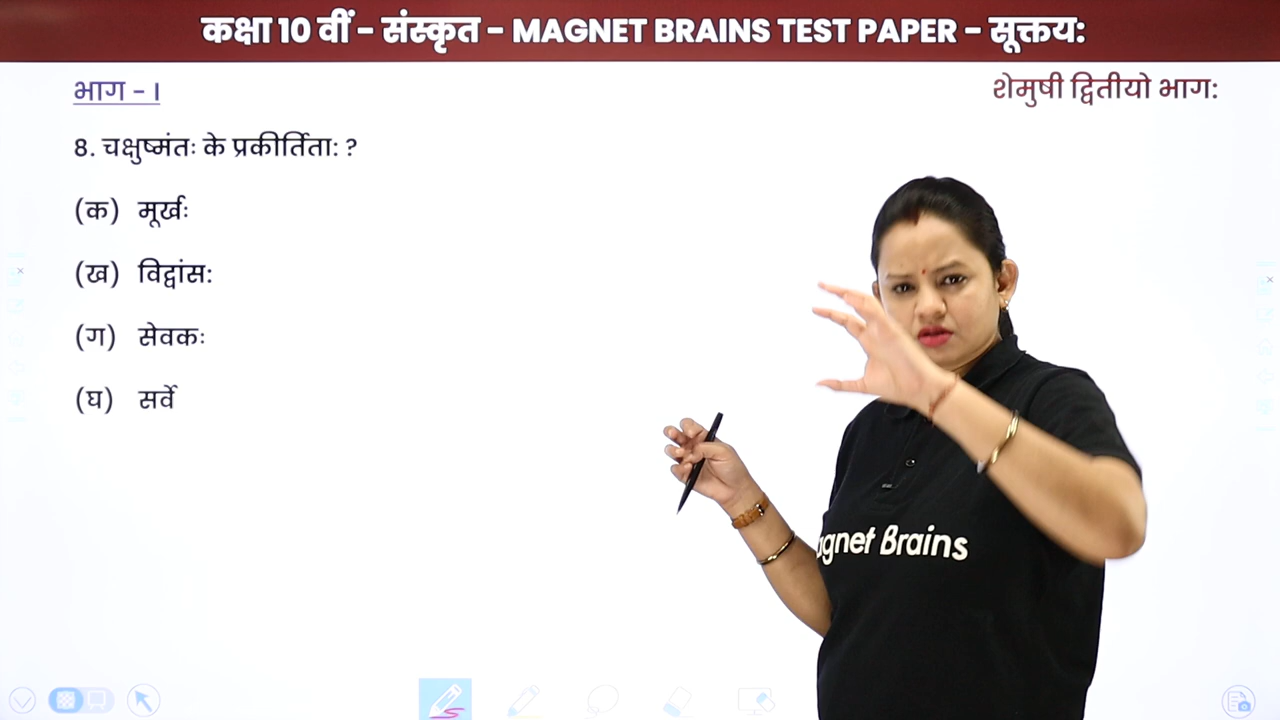 कक्षा 10 वीं - संस्कृत - MAGNET BRAINS TEST PAPER - सूक्तय:
भाग - I
शेमुषी द्वितीयो भाग:
8. चक्षुष्मंतः के प्रकीर्तिता: ?
(क) मूर्खः
(ख) विद्वांस:
(ग) सेवकः
(घ) सर्वे
agnet Brains